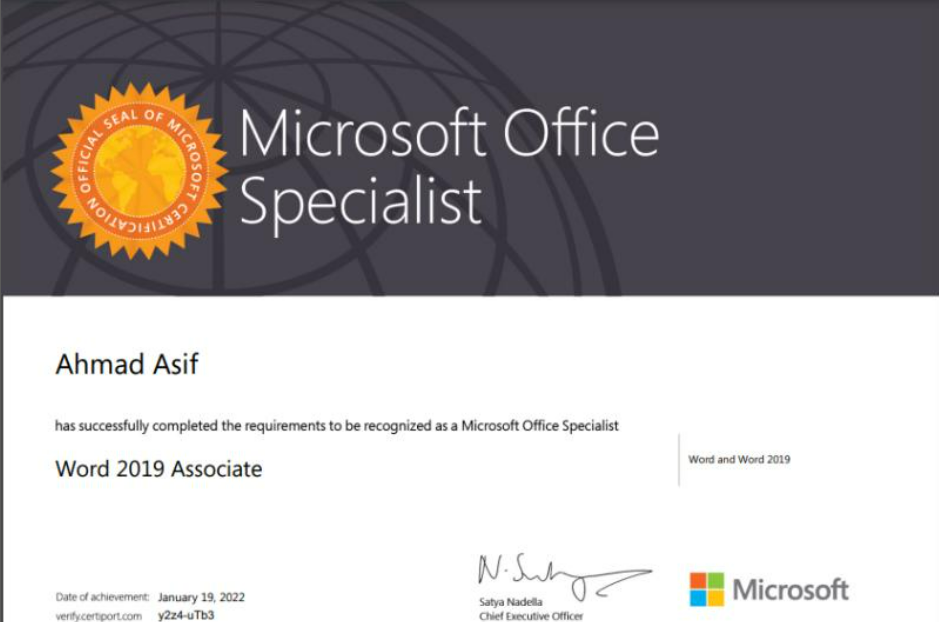 OFFICIAL SEAL OF MICROSOFT CERTIFICATION
Microsoft Office
Specialist
Ahmad Asif
has successfully completed the requirements to be recognized as a Microsoft Office Specialist
Word 2019 Associate
Word and Word 2019
Date of achievement: January 19, 2022
verify.certiport.com y2z4-uTb3
Satya Nadella
Chief Executive Officer
Microsoft